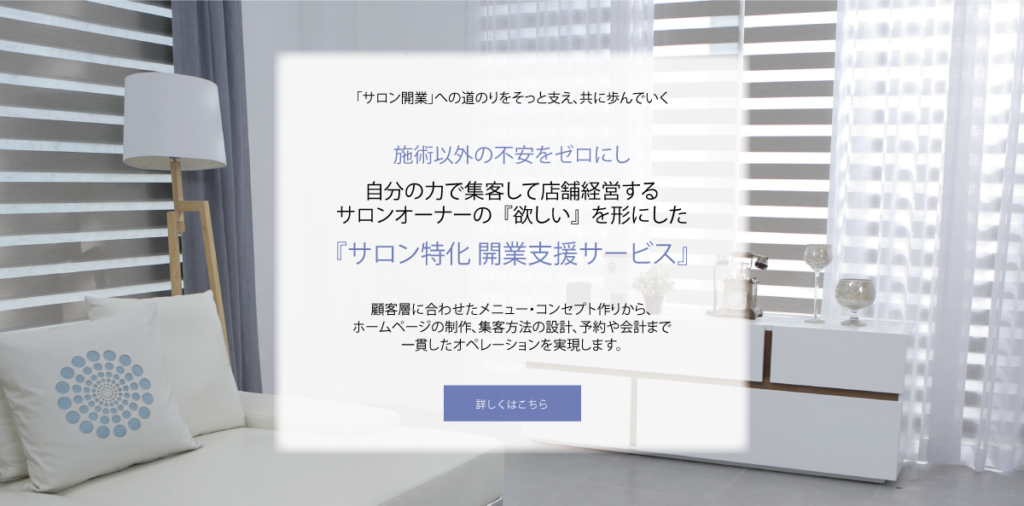 「サロン開業」への道のりをそっと支え、共に歩んでいく
施術以外の不安をゼロにし
自分の力で集客して店舗経営する
サロンオーナーの『欲しい』を形にした
『サロン特化 開業支援サービス』
顧客層に合わせたメニュー・コンセプト作りから、
ホームページの制作、集客方法の設計、予約や会計まで
一貫したオペレーションを実現します。
詳しくはこちら